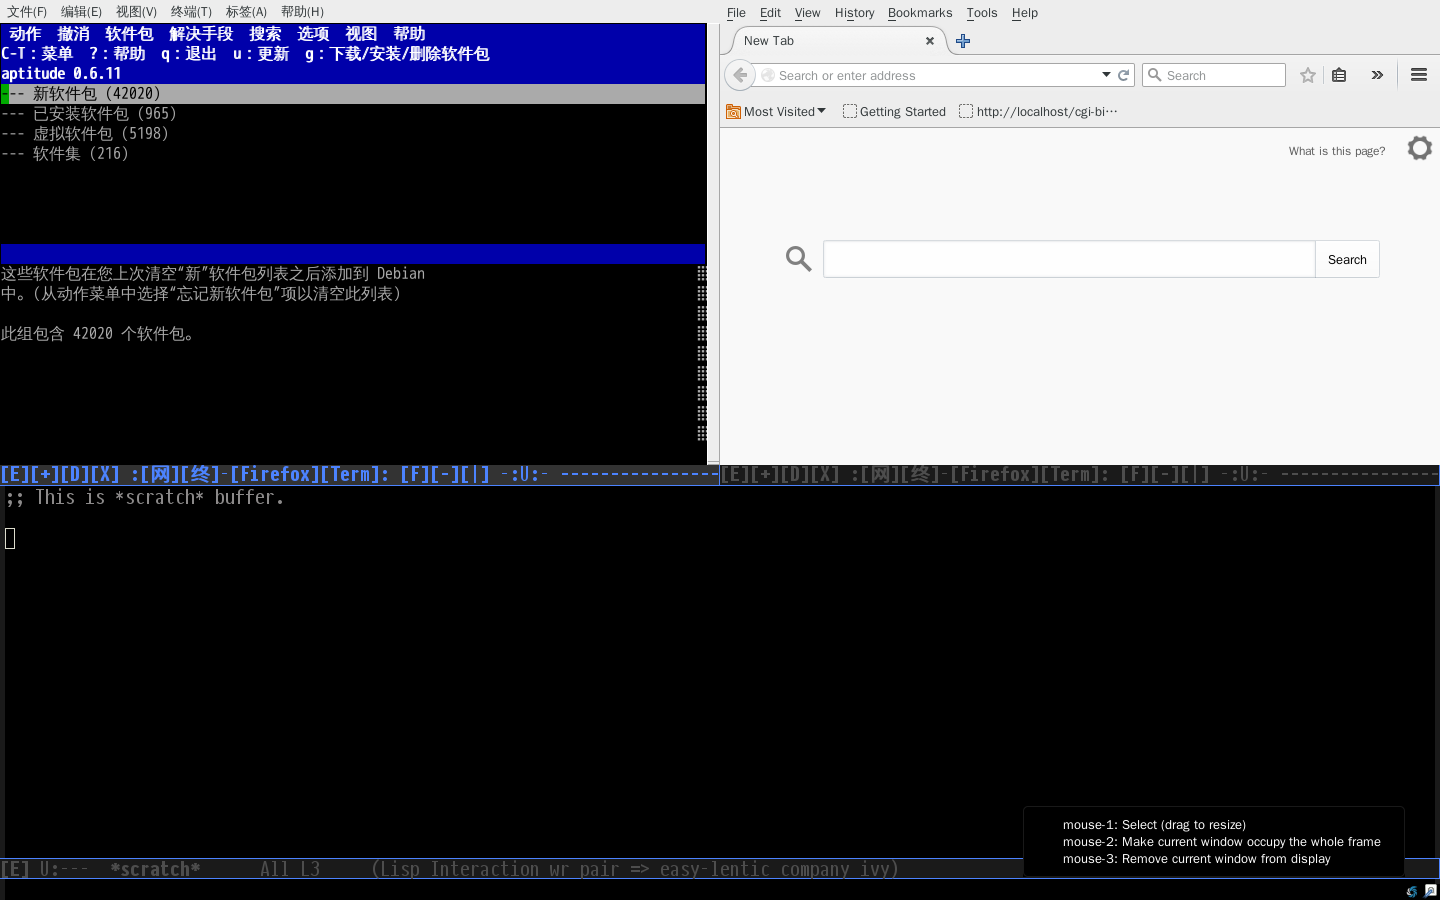 文件(F) 编辑(E) 视图(V) 终端(T) 标签(A) 帮助(H)
动作 撤消 软件包 解决手段 搜索 选项 视图 帮助
C-T：菜单 ?：帮助 q：退出 u：更新 g：下载/安装/删除软件包
aptitude 0.6.11
--- 新软件包 (42020)
--- 已安装软件包 (965)
--- 虚拟软件包 (5198)
--- 软件集 (216)
这些软件包在您上次清空“新”软件包列表之后添加到 Debian
中。(从动作菜单中选择“忘记新软件包”项以清空此列表)
此组包含 42020 个软件包。
[E][+][D][X] :[网][终]-[Firefox][Term]: [F][-][|] -:U:- ----------------
File Edit View History Bookmarks Tools Help
New Tab
Search or enter address
Search
Most Visited
Getting Started
http://localhost/cgi-bi…
What is this page?
Search
[E][+][D][X] :[网][终]-[Firefox][Term]: [F][-][|] -:U:- ----------------
;; This is *scratch* buffer.
mouse-1: Select (drag to resize)
mouse-2: Make current window occupy the whole frame
mouse-3: Remove current window from display
[E] U:--- *scratch* All L3 (Lisp Interaction wr pair => easy-lentic company ivy)